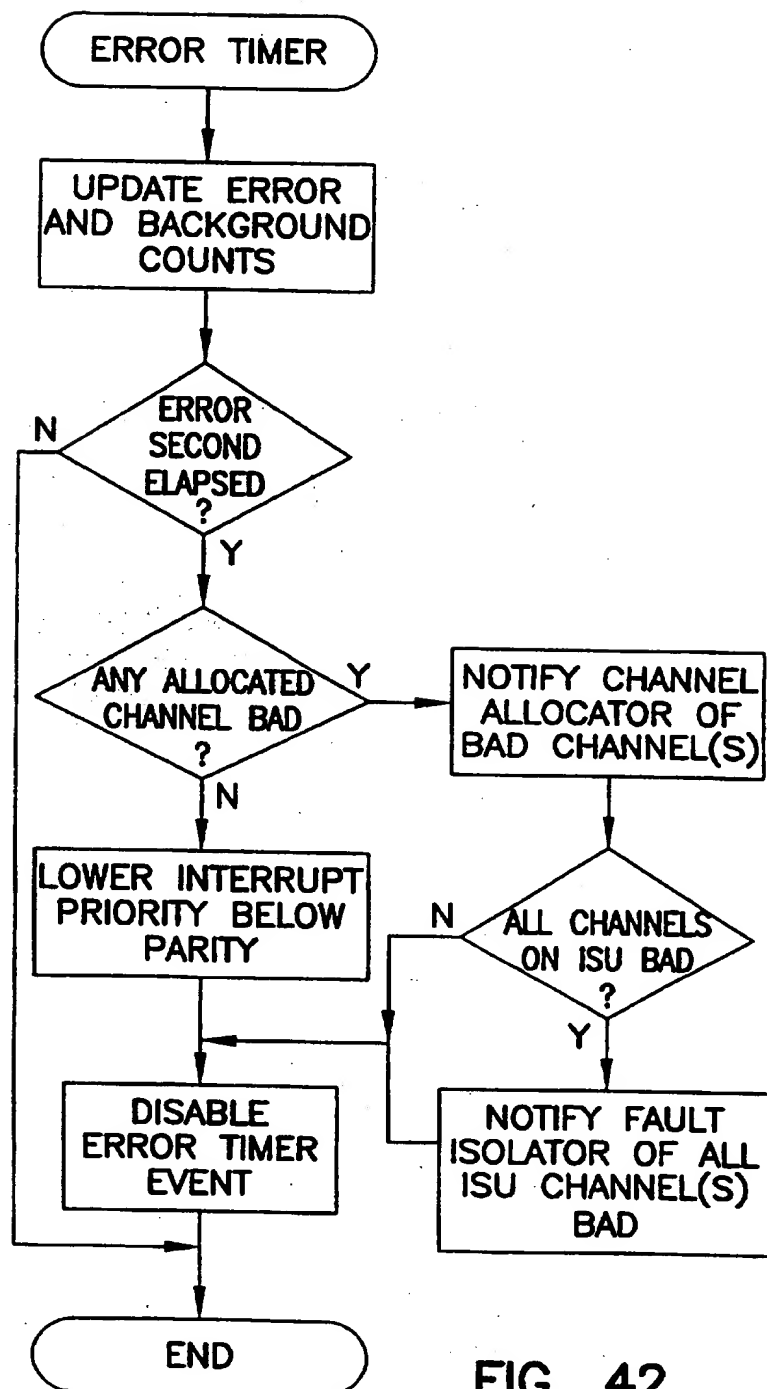 ERROR TIMER
UPDATE ERROR
AND BACKGROUND
COUNTS
ERROR
SECOND
ELAPSED
?
N
Y
ANY ALLOCATED
CHANNEL BAD
?
Y
N
NOTIFY CHANNEL
ALLOCATOR OF
BAD CHANNEL(S)
LOWER INTERRUPT
PRIORITY BELOW
PARITY
ALL CHANNELS
ON ISU BAD
?
N
Y
DISABLE
ERROR TIMER
EVENT
NOTIFY FAULT
ISOLATOR OF ALL
ISU CHANNEL(S)
BAD
END
FIG. 42